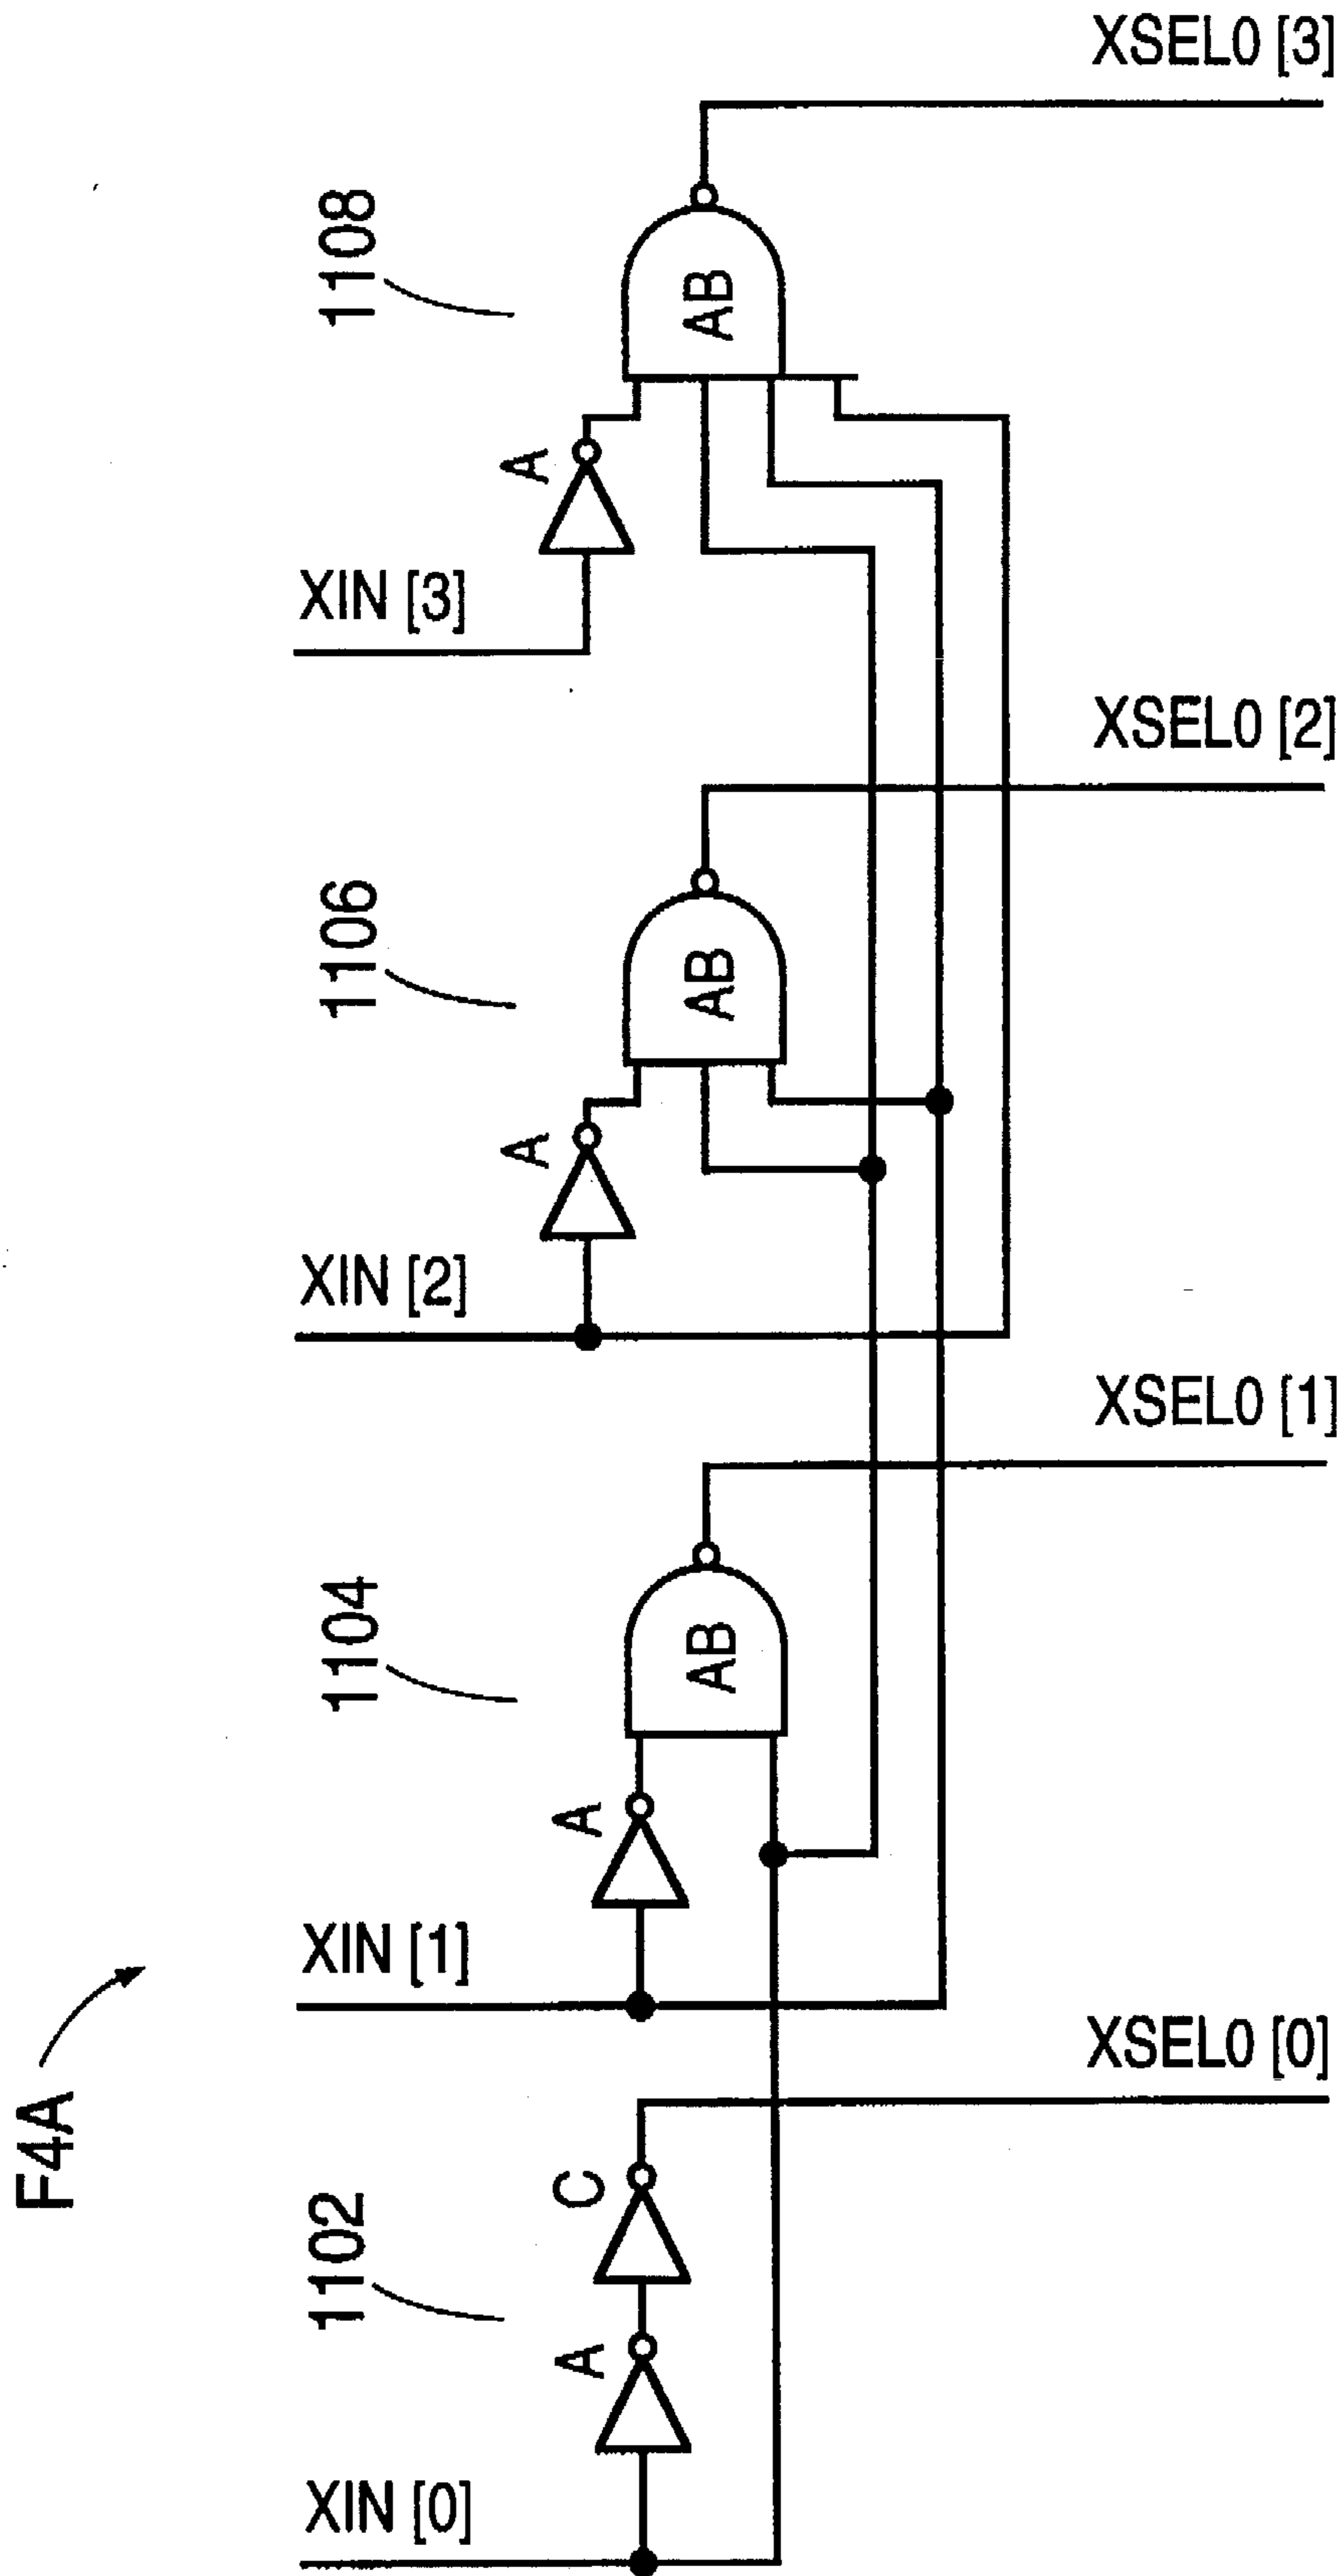 XSEL0 [3]
1108
AB
A
XIN [3]
XSEL0 [2]
1106
AB
A
XIN [2]
XSEL0 [1]
1104
AB
A
XIN [1]
F4A
XSEL0 [0]
1102
C
A
XIN [0]